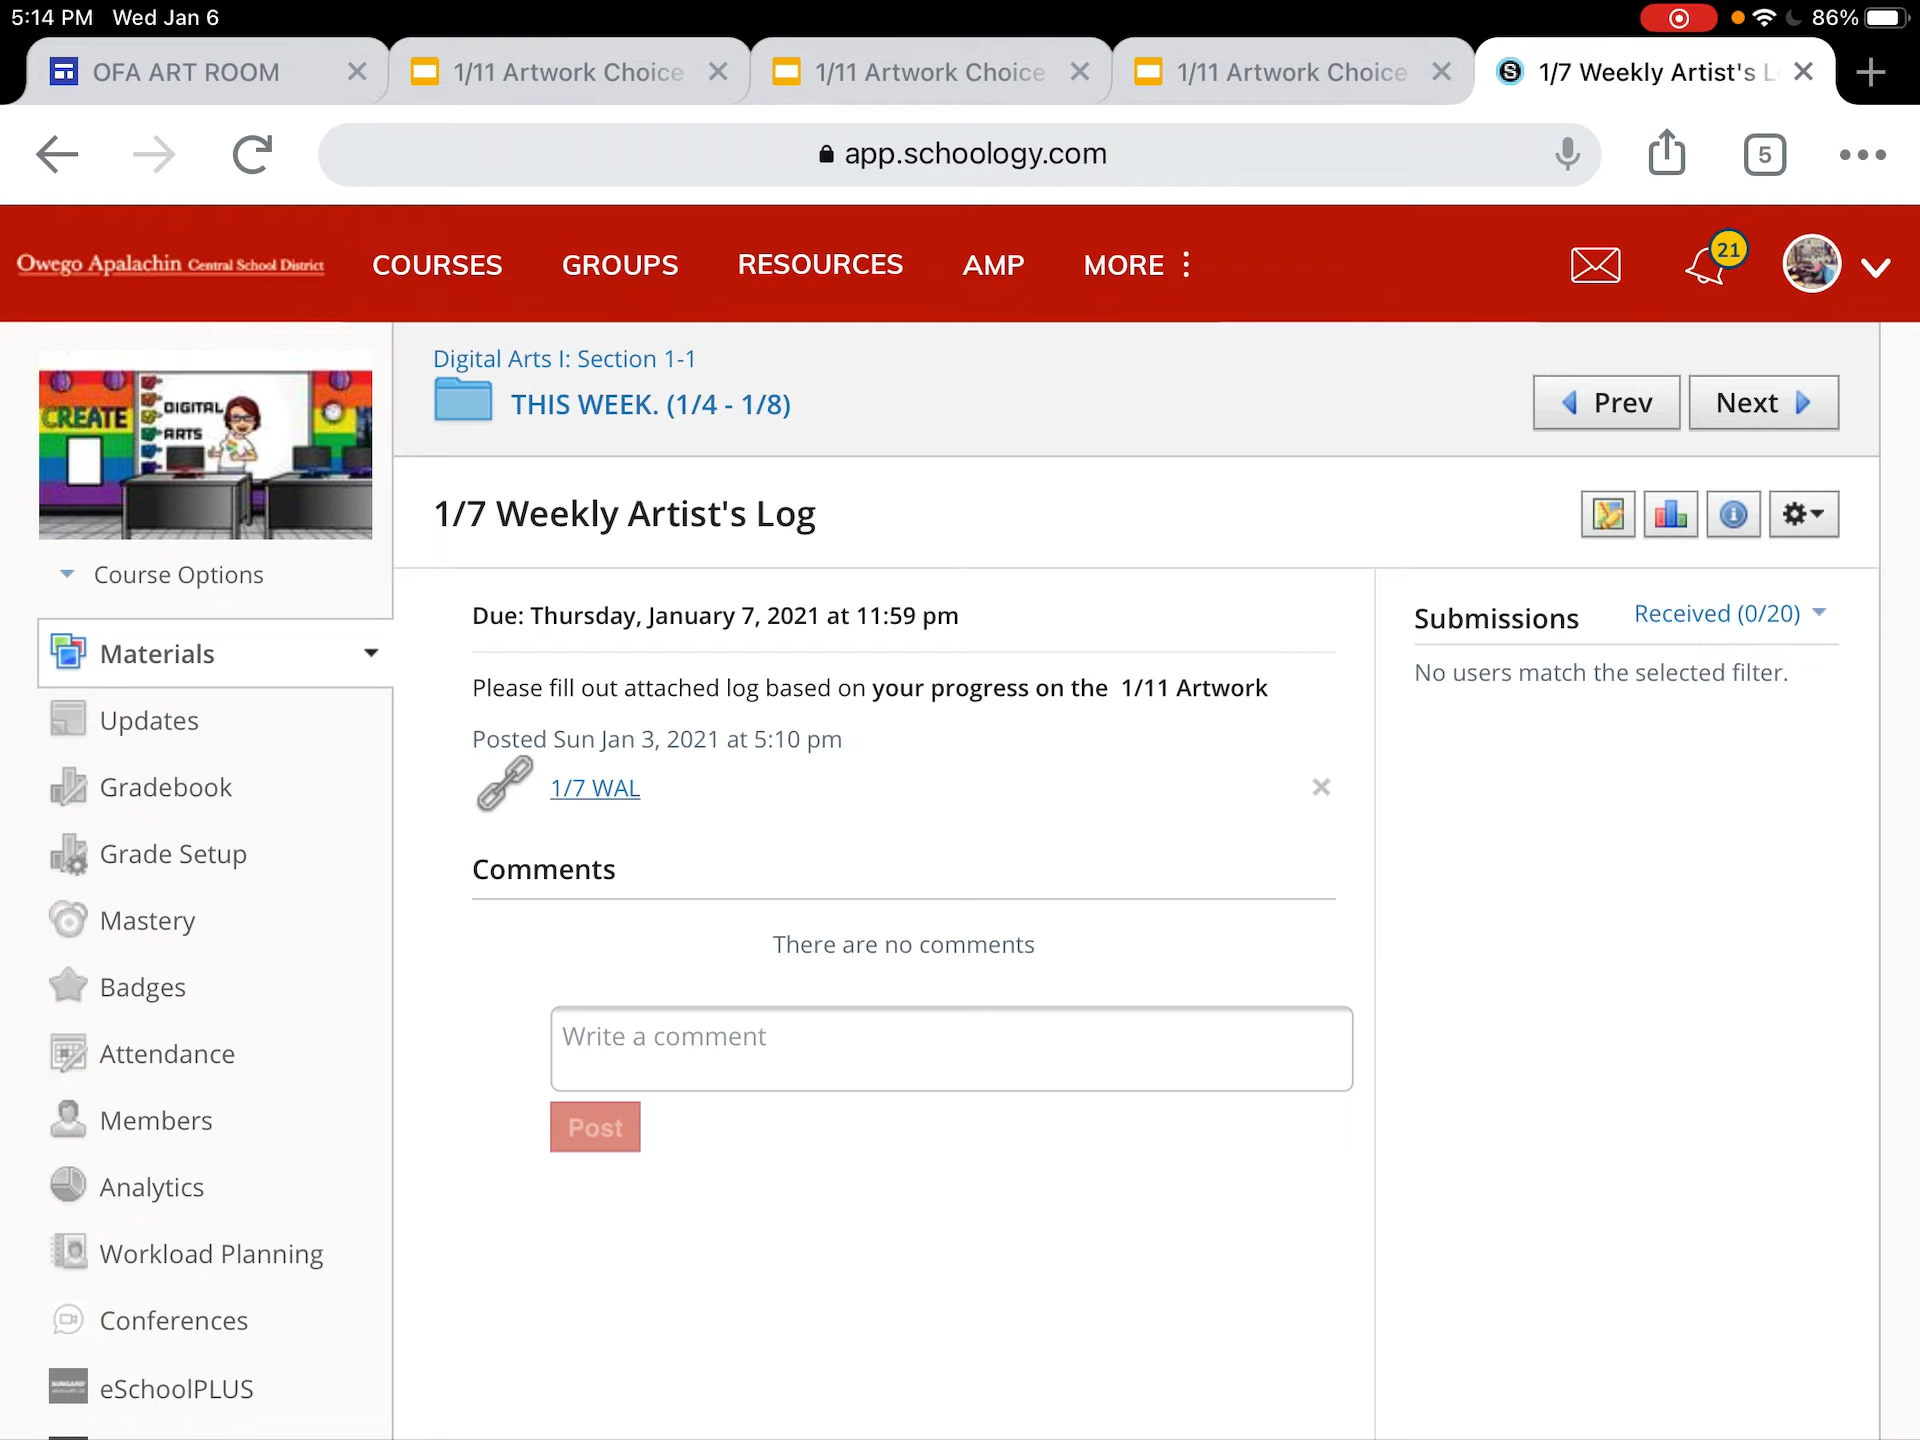 5:14 PM Wed Jan 6
86%
OFA ART ROOM
1/11 Artwork Choice
1/11 Artwork Choice
1/11 Artwork Choice
1/7 Weekly Artist's L
app.schoology.com
5
Owego Apalachin Central School District
COURSES
GROUPS
RESOURCES
AMP
MORE
21
CREATE
DIGITAL
ARTS
Course Options
Materials
Updates
Gradebook
Grade Setup
Mastery
Badges
Attendance
Members
Analytics
Workload Planning
Conferences
eSchoolPLUS
Digital Arts I: Section 1-1
THIS WEEK. (1/4 - 1/8)
Prev
Next
1/7 Weekly Artist's Log
Due: Thursday, January 7, 2021 at 11:59 pm
Please fill out attached log based on your progress on the 1/11 Artwork
Posted Sun Jan 3, 2021 at 5:10 pm
1/7 WAL
Comments
There are no comments
Write a comment
Post
Submissions
Received (0/20)
No users match the selected filter.